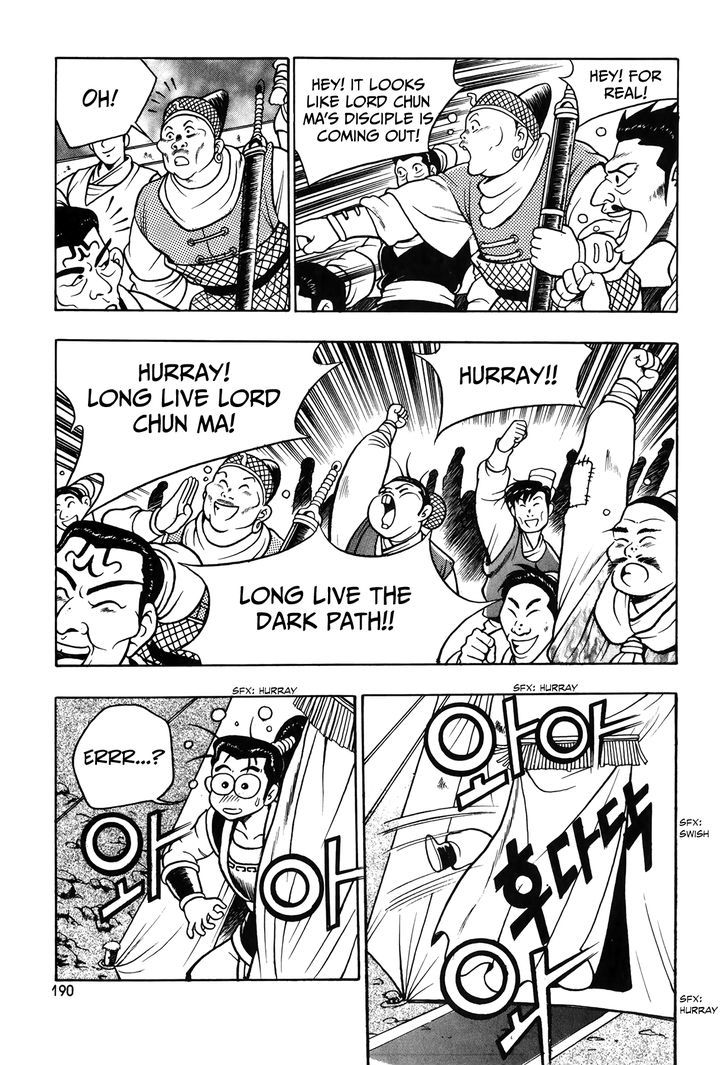 OH!
HEY! IT LOOKS
LIKE LORD CHUN
MA'S DISCIPLE IS
COMING OUT!
HEY! FOR
REAL!
HURRAY!
LONG LIVE LORD
CHUN MA!
HURRAY!!
LONG LIVE THE
DARK PATH!!
SFX: HURRAY
ERRR...?
와아
SFX: HURRAY
와아
후다닥
SFX:
SWISH
와
SFX:
HURRAY
190